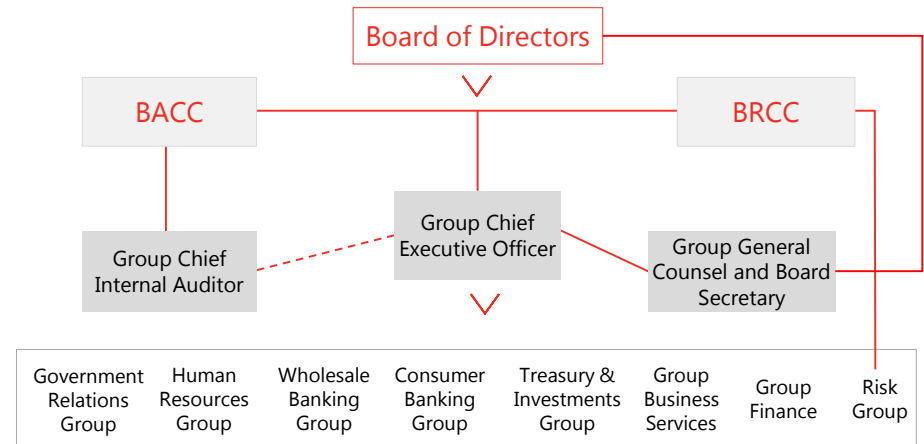 Board of Directors
BACC
BRCC
Group Chief
Executive Officer
Group Chief
Internal Auditor
Group General
Counsel and Board
Secretary
Government
Relations
Group
Human
Resources
Group
Wholesale
Banking
Group
Consumer
Banking
Group
Treasury &
Investments
Group
Group
Business
Services
Group
Finance
Risk
Group